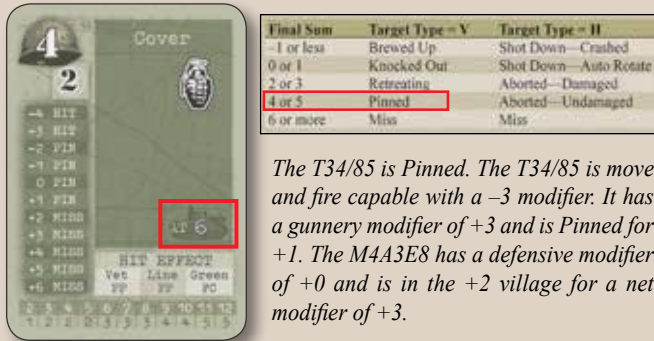 4
Cover
2
-4 HIT
-3 HIT
-2 PIN
-1 PIN
0 PIN
+1 PIN
+2 MISS
+3 MISS
+4 MISS
+5 MISS
+6 MISS
AT 6
HIT EFFECT
Vet Line Green
PP PP PC
2 3 4 5 6 7 8 9 10 11 12
1 2 2 2 3 3 3 4 4 5 5
Final Sum Target Type = V Target Type = H
–1 or less Brewed Up Shot Down—Crashed
0 or 1 Knocked Out Shot Down—Auto Rotate
2 or 3 Retreating Aborted—Damaged
4 or 5 Pinned Aborted—Undamaged
6 or more Miss Miss
The T34/85 is Pinned. The T34/85 is move
and fire capable with a –3 modifier. It has
a gunnery modifier of +3 and is Pinned for
+1. The M4A3E8 has a defensive modifier
of +0 and is in the +2 village for a net
modifier of +3.